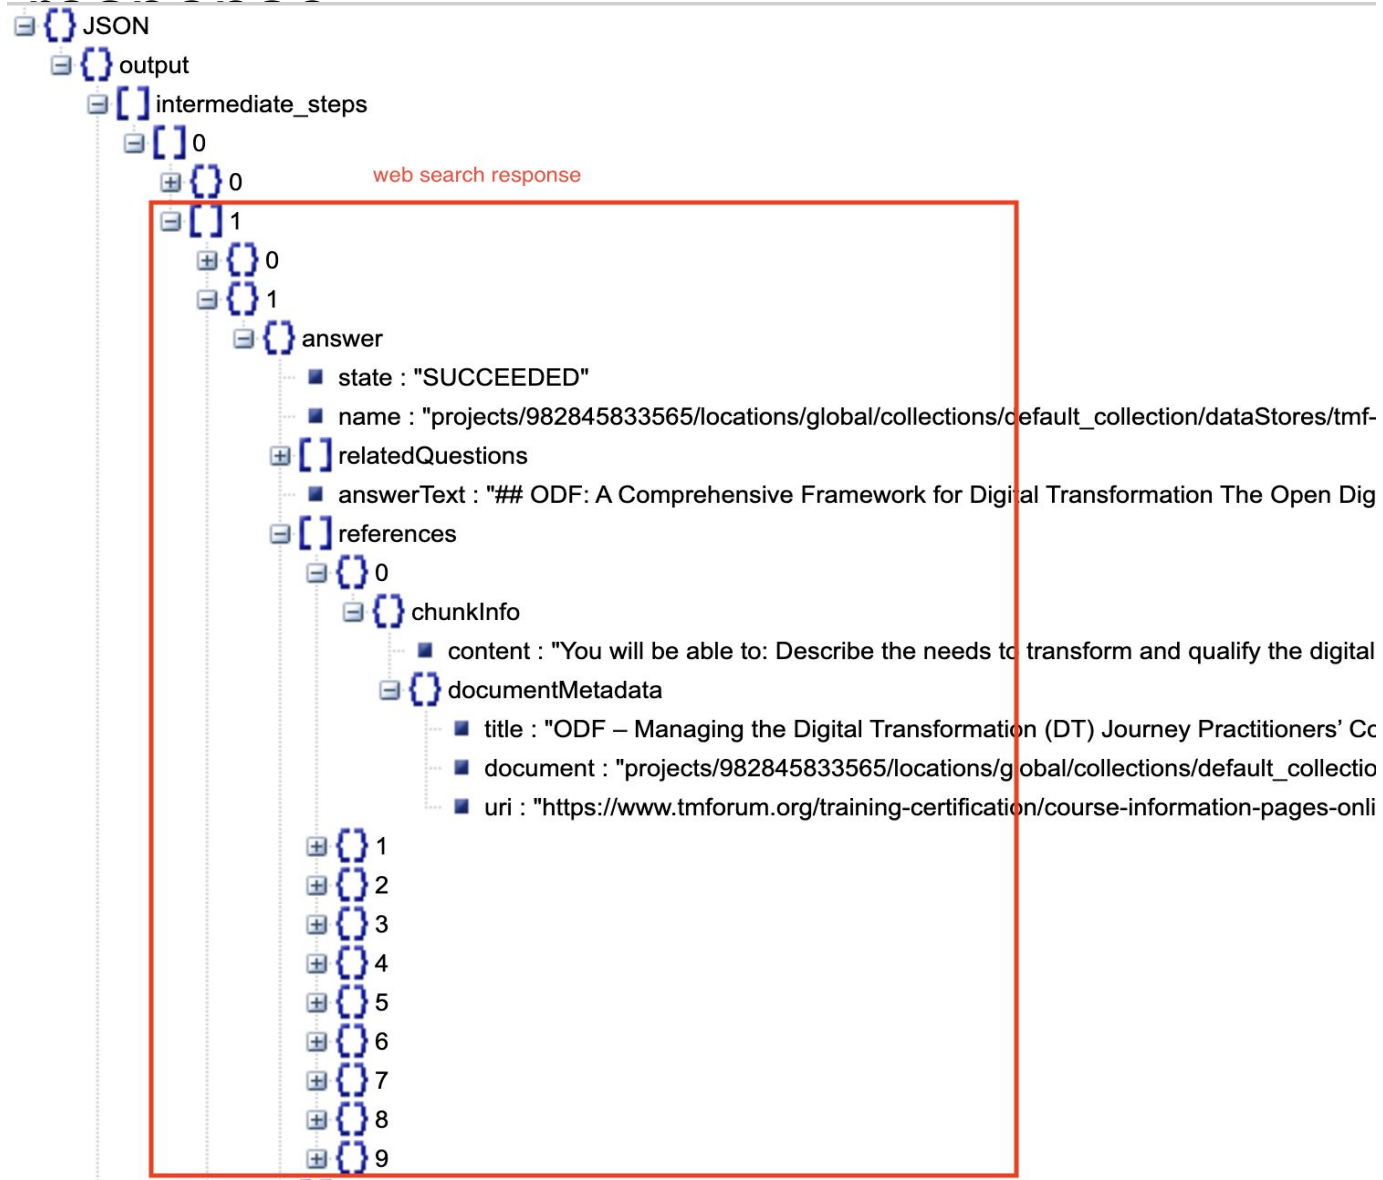 JSON
output
intermediate_steps
0
0
web search response
1
0
1
answer
state : "SUCCEEDED"
name : "projects/982845833565/locations/global/collections/default_collection/dataStores/tmf-
relatedQuestions
answerText : "## ODF: A Comprehensive Framework for Digital Transformation The Open Dig
references
0
chunkInfo
content : "You will be able to: Describe the needs to transform and qualify the digital
documentMetadata
title : "ODF – Managing the Digital Transformation (DT) Journey Practitioners’ Co
document : "projects/982845833565/locations/global/collections/default_collectio
uri : "https://www.tmforum.org/training-certification/course-information-pages-onli
1
2
3
4
5
6
7
8
9